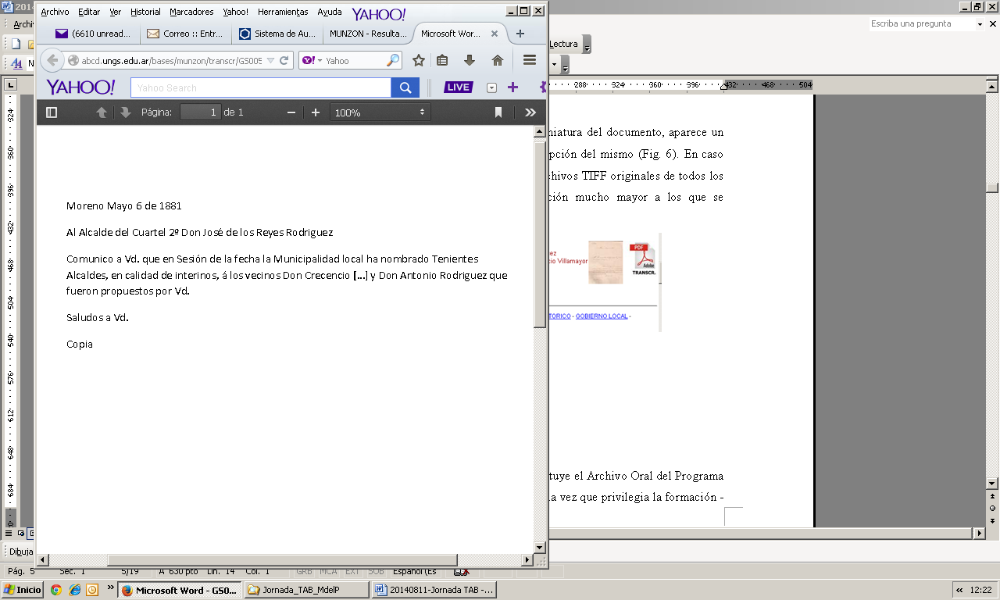 Archivo Editar Ver Historial Marcadores Yahoo! Herramientas Ayuda YAHOO!
(6610 unread... Correo :: Entr... Sistema de Au... MUNZON - Resulta... Microsoft Wor...
abcd.ungs.edu.ar/bases/munzon/transcr/GS005 Yahoo
YAHOO! Yahoo Search LIVE
Página: 1 de 1 100%
Moreno Mayo 6 de 1881
Al Alcalde del Cuartel 2º Don José de los Reyes Rodriguez
Comunico a Vd. que en Sesión de la fecha la Municipalidad local ha nombrado Tenientes
Alcaldes en calidad de interinos, á los vecinos Don Crecencio [...] y Don Antonio Rodriguez que
fueron propuestos por Vd.
Saludos a Vd.
Copia
2014
Archi
N
Escriba una pregunta
Lectura
288 324 360 396 432 468 504
324 360 396 432 468 504 540 576 612 648 684
niatura del documento, aparece un
pción del mismo (Fig. 6). En caso
chivos TIFF originales de todos los
ción mucho mayor a los que se
ez
cio Villamayor
PDF
Adobe
TRANSCR.
TORICO - GOBIERNO LOCAL -
tuye el Archivo Oral del Programa
la vez que privilegia la formación -
Dibuja
Pág. 5 Sec. 1 5/19 A 630 pto Lín. 14 Col. 1 GRB MCA EXT SOB Español (Es
Inicio » Microsoft Word - GS0... Jornada_TAB_MdelP 20140811-Jornada TAB -... « 12:22